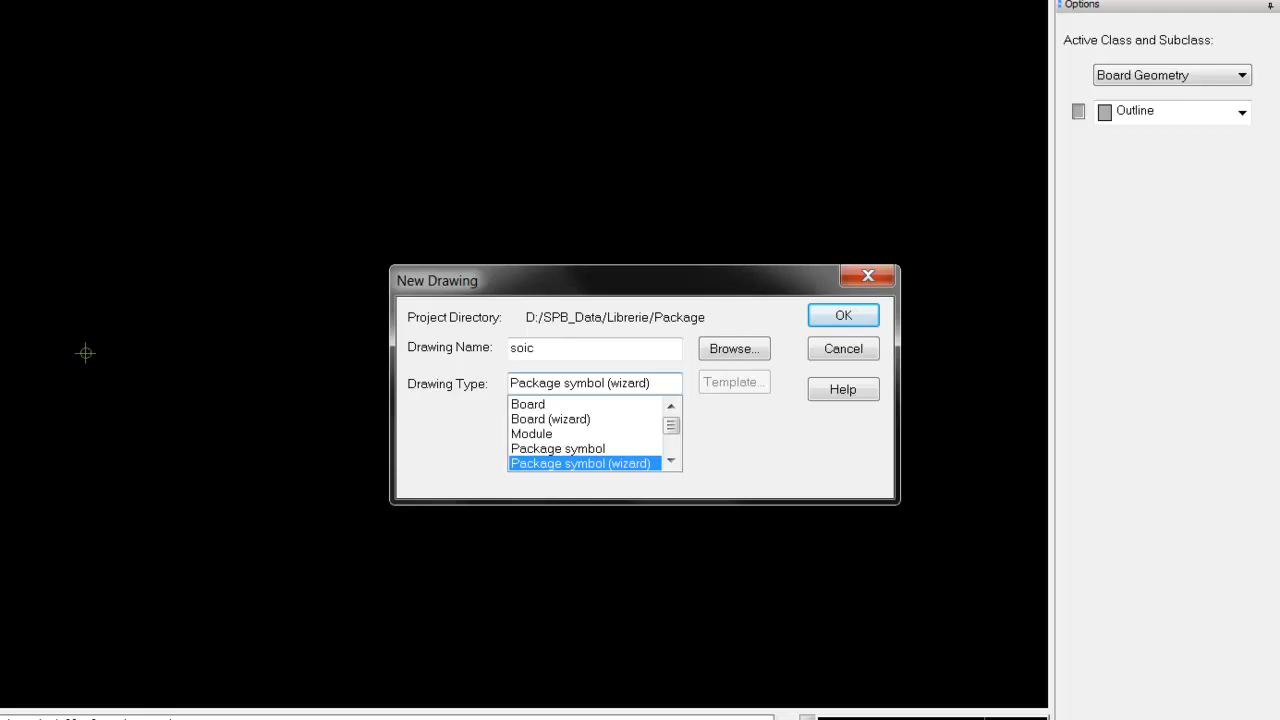 Options
Active Class and Subclass:
Board Geometry
Outline
New Drawing
Project Directory: D:/SPB_Data/Librerie/Package
OK
Drawing Name: soic
Browse...
Cancel
Drawing Type: Package symbol (wizard)
Template...
Help
Board
Board (wizard)
Module
Package symbol
Package symbol (wizard)